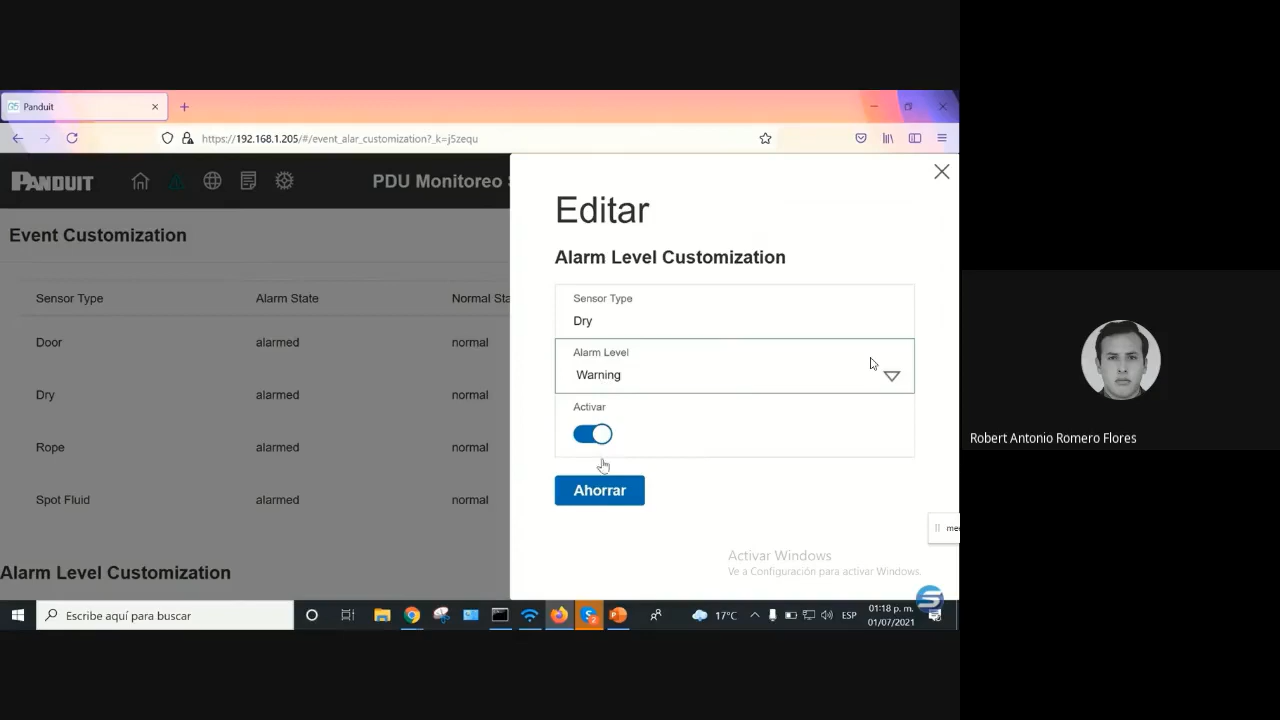 Panduit
https://192.168.1.205/#/event_alar_customization?_k=j5zequ
PANDUIT
PDU Monitoreo
Event Customization
Sensor Type Alarm State Normal Sta
Door alarmed normal
Dry alarmed normal
Rope alarmed normal
Spot Fluid alarmed normal
Alarm Level Customization
Editar
Alarm Level Customization
Sensor Type
Dry
Alarm Level
Warning
Activar
Ahorrar
Activar Windows
Ve a Configuración para activar Windows.
Escribe aquí para buscar
17°C
ESP
01:18 p. m.
01/07/2021
Robert Antonio Romero Flores